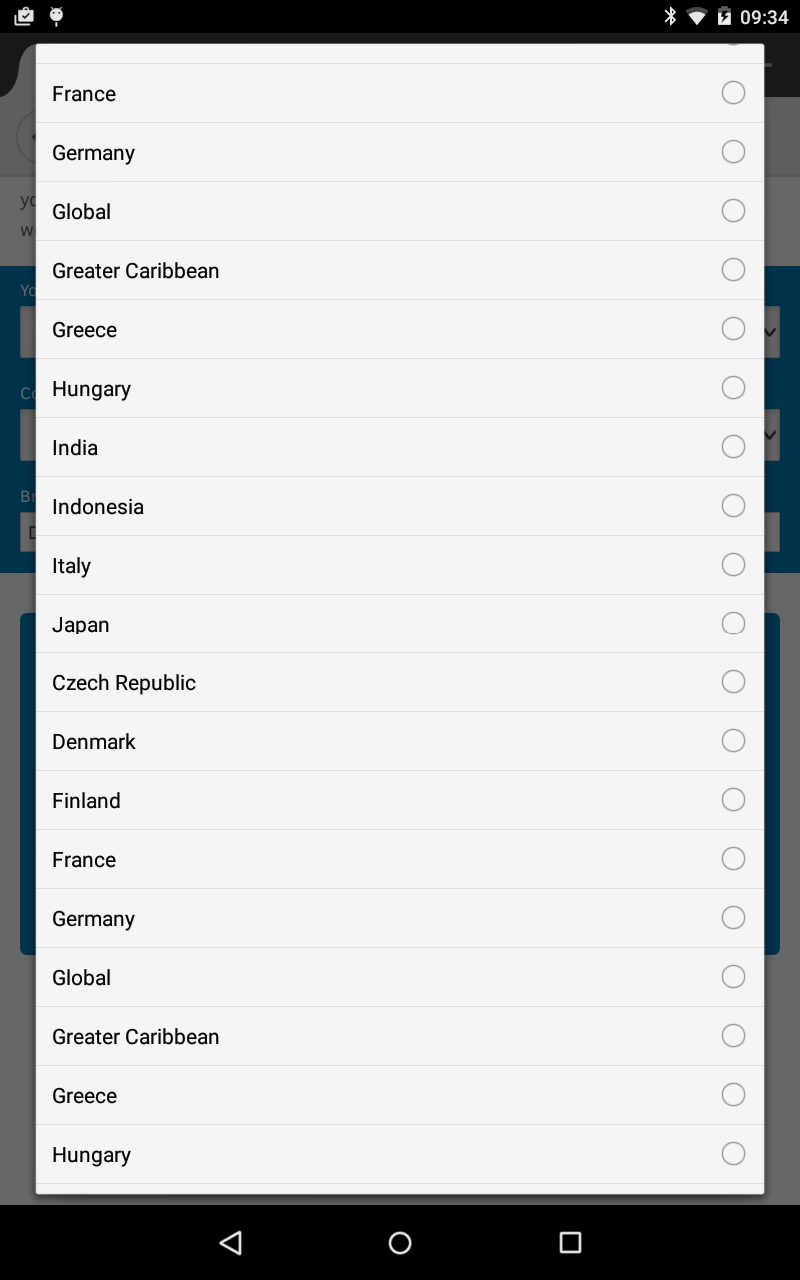 09:34
France
Germany
Global
Greater Caribbean
Greece
Hungary
India
Indonesia
Italy
Japan
Czech Republic
Denmark
Finland
France
Germany
Global
Greater Caribbean
Greece
Hungary